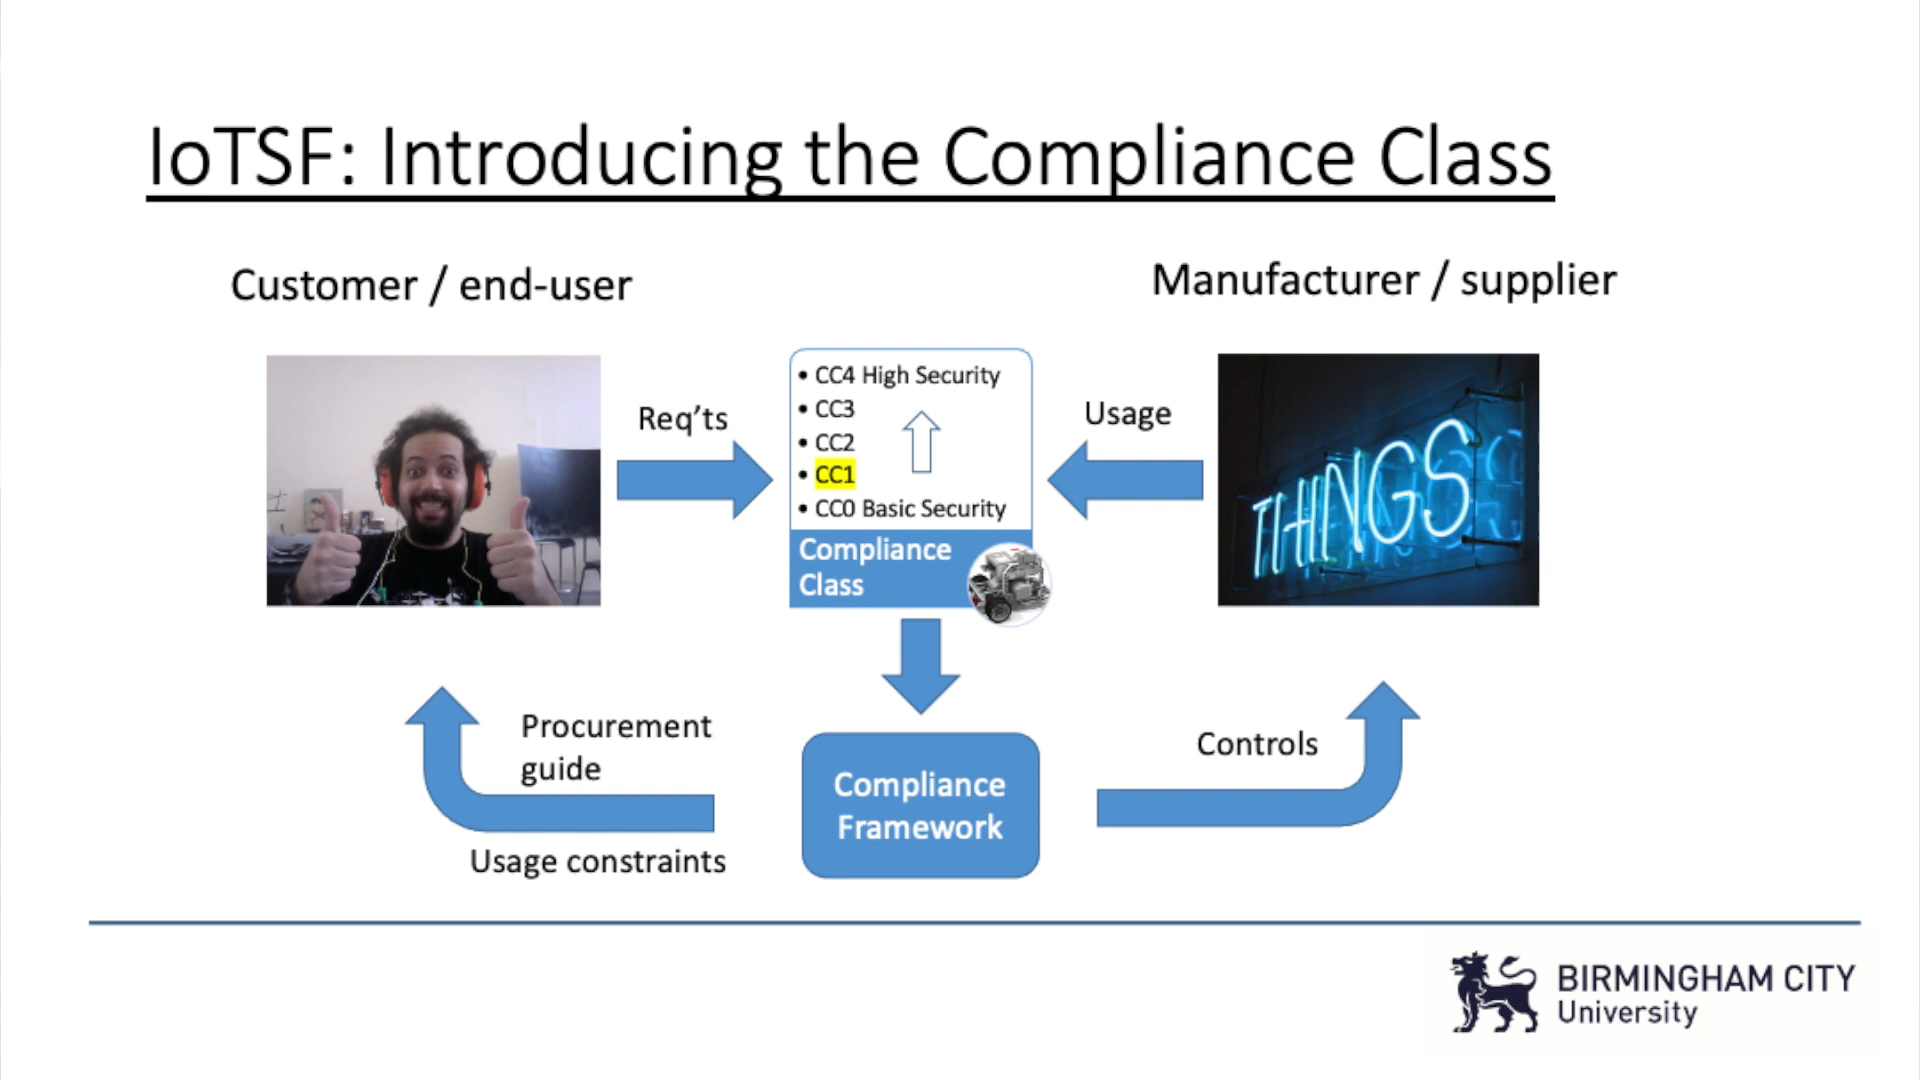 IoTSF: Introducing the Compliance Class
Customer / end-user
Manufacturer / supplier
Req'ts
• CC4 High Security
• CC3
• CC2
• CC1
• CC0 Basic Security
Compliance
Class
Usage
THINGS
Procurement
guide
Usage constraints
Compliance
Framework
Controls
BIRMINGHAM CITY
University